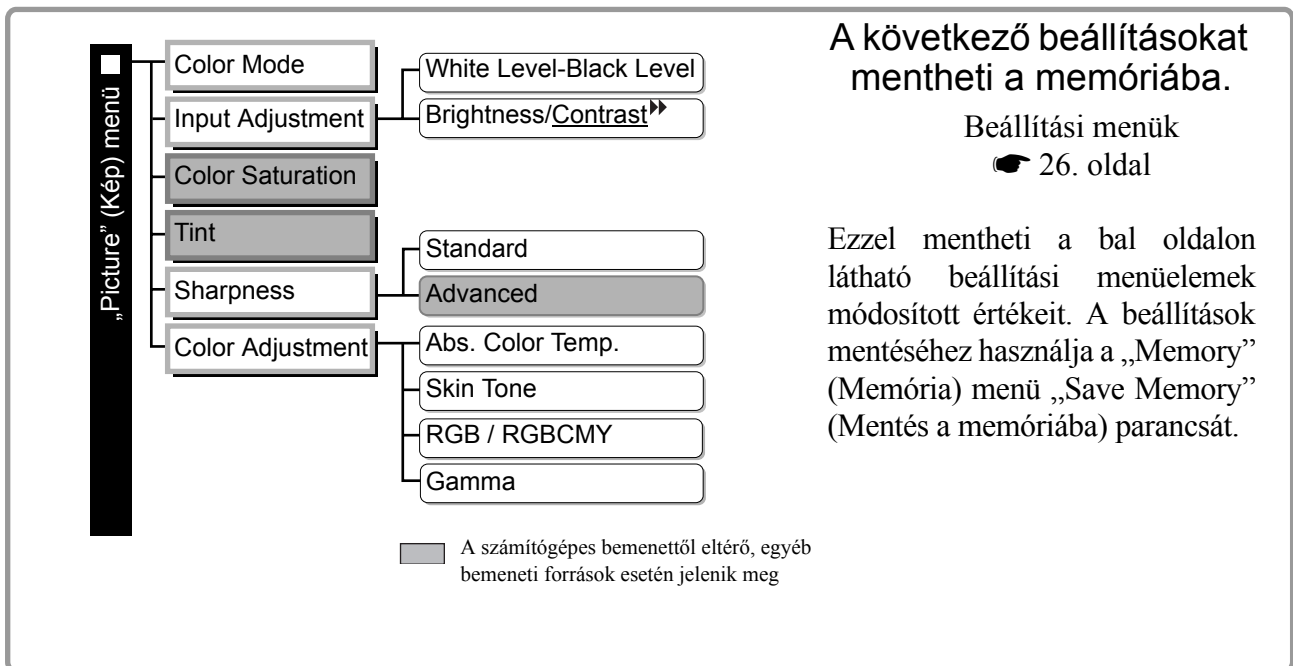 „Picture” (Kép) menü
Color Mode
Input Adjustment
Color Saturation
Tint
Sharpness
Color Adjustment
White Level-Black Level
Brightness/Contrast
Standard
Advanced
Abs. Color Temp.
Skin Tone
RGB / RGBCMY
Gamma
A számítógépes bemenettől eltérő, egyéb
bemeneti források esetén jelenik meg
A következő beállításokat
mentheti a memóriába.
Beállítási menük
☛ 26. oldal
Ezzel mentheti a bal oldalon
látható beállítási menüelemek
módosított értékeit. A beállítások
mentéséhez használja a „Memory”
(Memória) menü „Save Memory”
(Mentés a memóriába) parancsát.